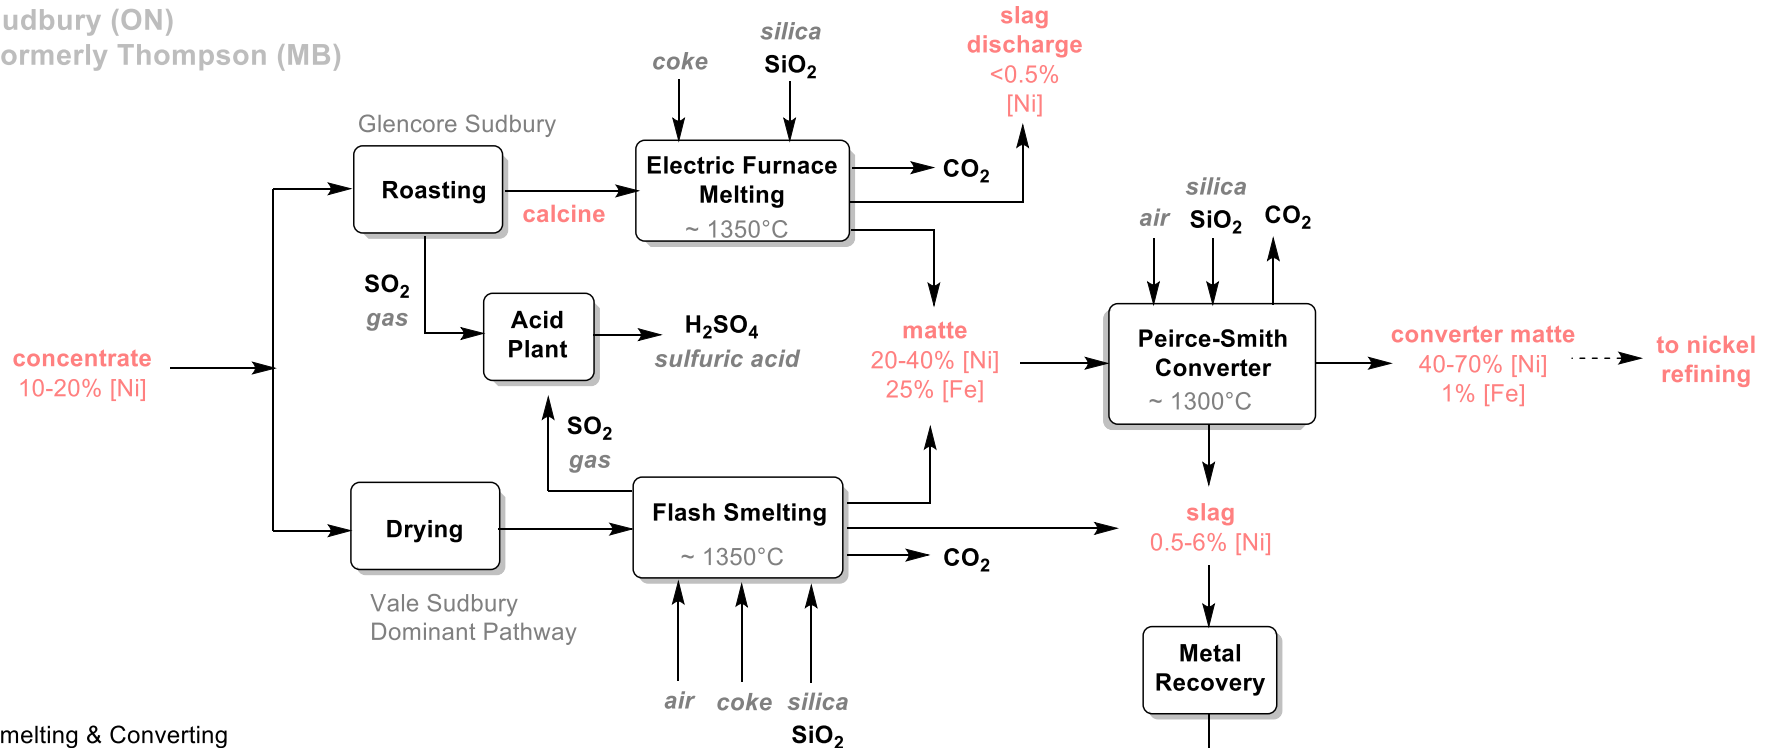 udbury (ON)
ormerly Thompson (MB)
slag
discharge
<0.5%
[Ni]
silica
SiO2
coke
Glencore Sudbury
Roasting
calcine
Electric Furnace
Melting
~ 1350°C
CO2
silica
SiO2
air
CO2
SO2
gas
Acid
Plant
H2SO4
sulfuric acid
matte
20-40% [Ni]
25% [Fe]
Peirce-Smith
Converter
~ 1300°C
converter matte
40-70% [Ni]
1% [Fe]
to nickel
refining
concentrate
10-20% [Ni]
SO2
gas
Drying
Flash Smelting
~ 1350°C
CO2
slag
0.5-6% [Ni]
Vale Sudbury
Dominant Pathway
air
coke
silica
SiO2
Metal
Recovery
melting & Converting